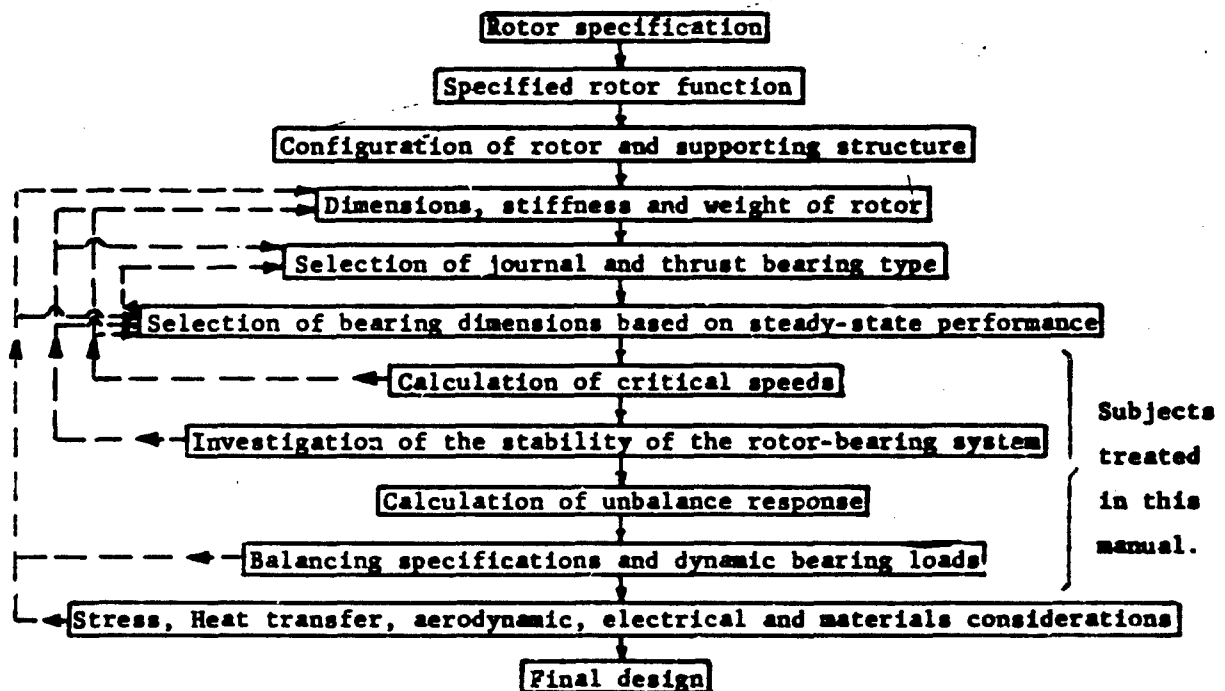 Rotor specification
Specified rotor function
Configuration of rotor and supporting structure
Dimensions, stiffness and weight of rotor
Selection of journal and thrust bearing type
Selection of bearing dimensions based on steady-state performance
Calculation of critical speeds
Investigation of the stability of the rotor-bearing system
Calculation of unbalance response
Balancing specifications and dynamic bearing loads
Stress, Heat transfer, aerodynamic, electrical and materials considerations
Final design
Subjects
treated
in this
manual.